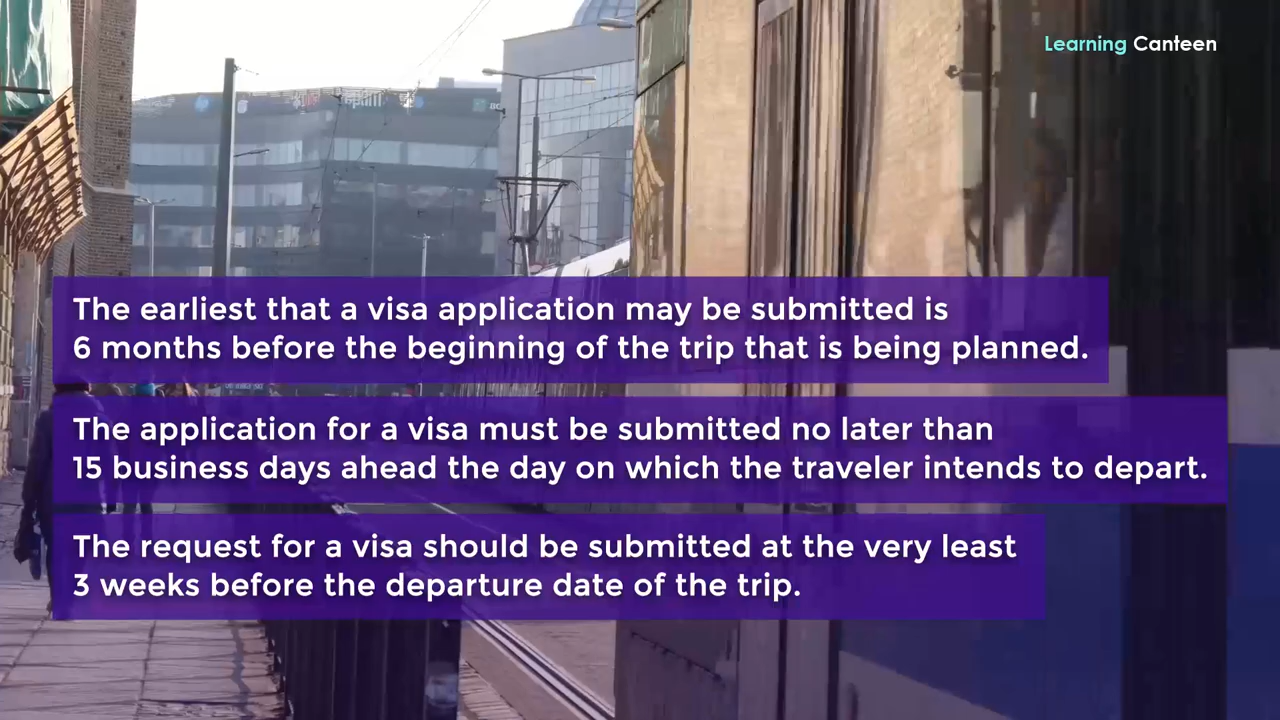 Learning Canteen
The earliest that a visa application may be submitted is
6 months before the beginning of the trip that is being planned.
The application for a visa must be submitted no later than
15 business days ahead the day on which the traveler intends to depart.
The request for a visa should be submitted at the very least
3 weeks before the departure date of the trip.